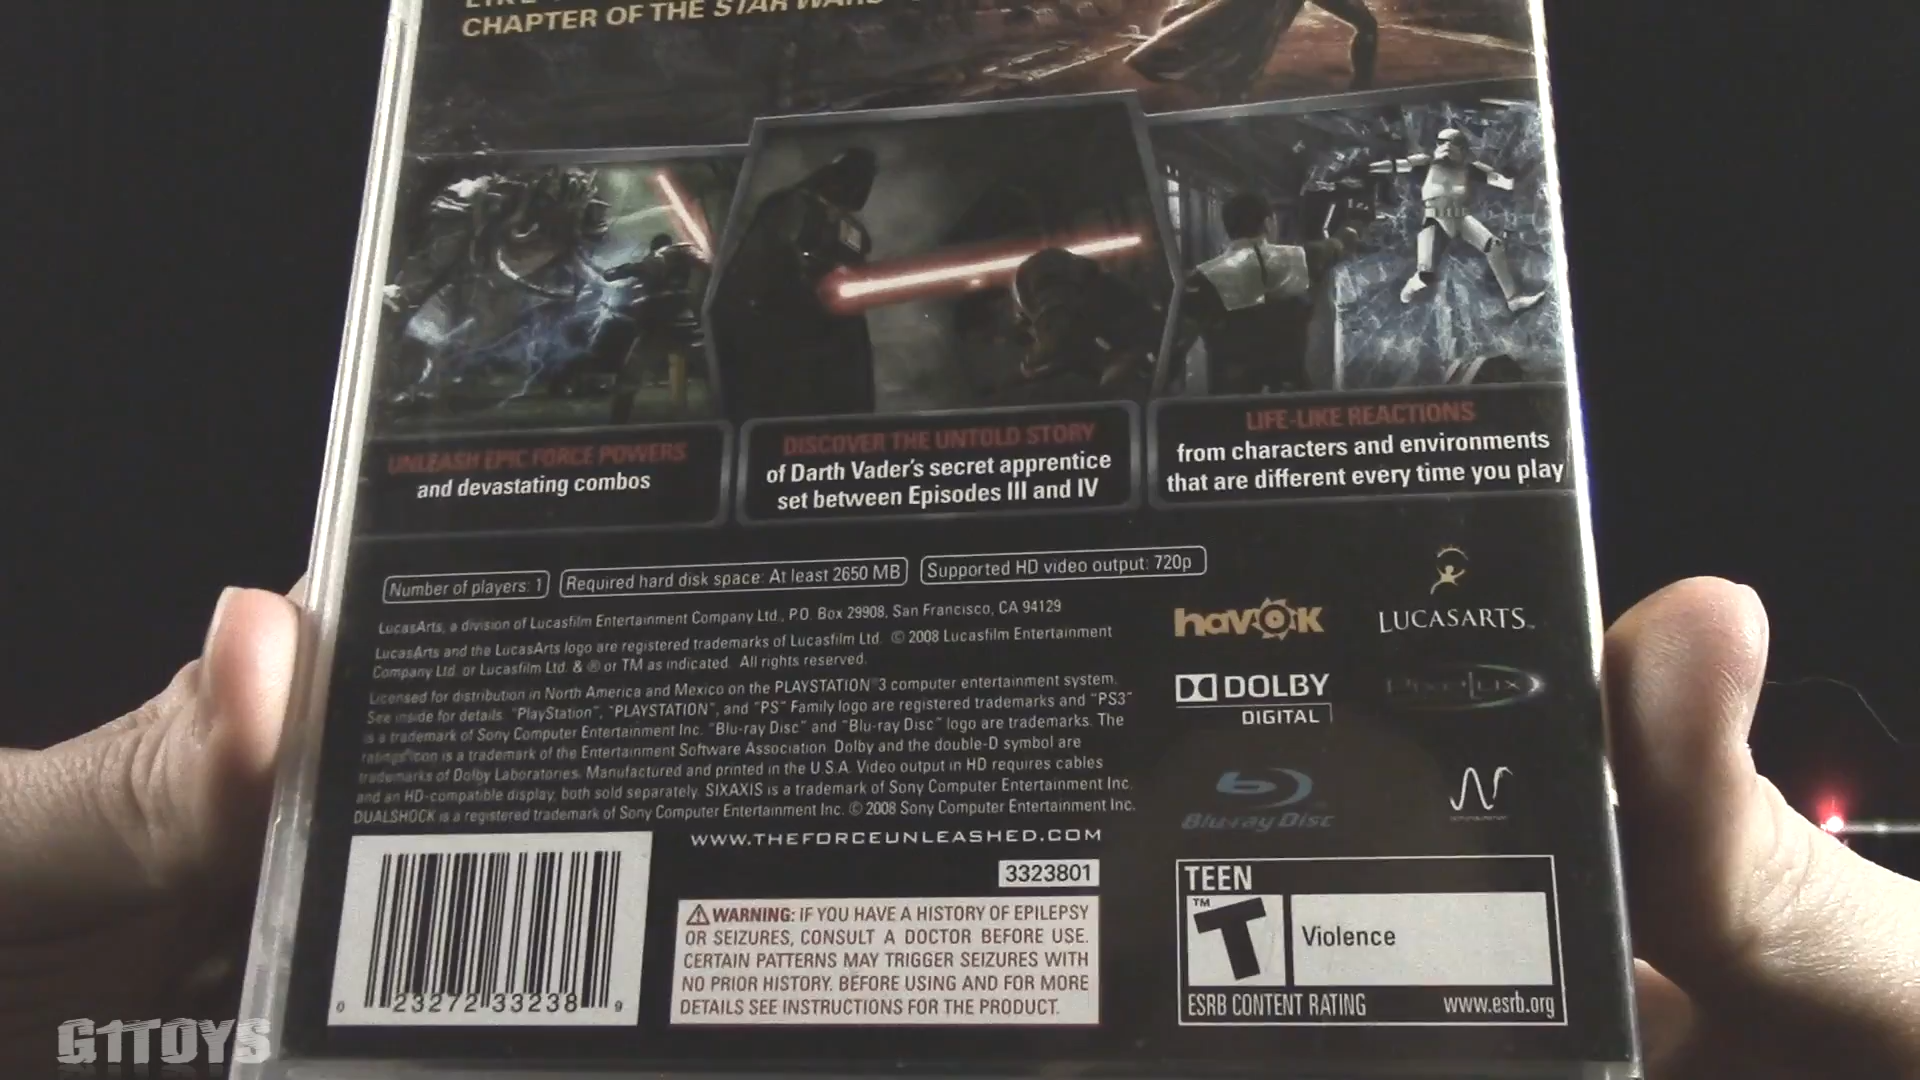 CHAPTER OF THE STAR WARS
UNLEASH EPIC FORCE POWERS
and devastating combos
DISCOVER THE UNTOLD STORY
of Darth Vader's secret apprentice
set between Episodes III and IV
LIFE-LIKE REACTIONS
from characters and environments
that are different every time you play
Number of players: 1
Required hard disk space: At least 2650 MB
Supported HD video output: 720p
LucasArts, a division of Lucasfilm Entertainment Company Ltd., P.O. Box 29908, San Francisco, CA 94129
LucasArts and the LucasArts logo are registered trademarks of Lucasfilm Ltd. © 2008 Lucasfilm Entertainment
Company Ltd. or Lucasfilm Ltd. & ® or TM as indicated. All rights reserved.
Licensed for distribution in North America and Mexico on the PLAYSTATION®3 computer entertainment system.
See inside for details. "PlayStation", "PLAYSTATION", and "PS" Family logo are registered trademarks and "PS3"
is a trademark of Sony Computer Entertainment Inc. "Blu-ray Disc" and "Blu-ray Disc" logo are trademarks. The
ratings icon is a trademark of the Entertainment Software Association. Dolby and the double-D symbol are
trademarks of Dolby Laboratories. Manufactured and printed in the U.S.A. Video output in HD requires cables
and an HD-compatible display, both sold separately. SIXAXIS is a trademark of Sony Computer Entertainment Inc.
DUALSHOCK is a registered trademark of Sony Computer Entertainment Inc. © 2008 Sony Computer Entertainment Inc.
WWW.THEFORCEUNLEASHED.COM
3323801
havok
LUCASARTS™
DOLBY
DIGITAL
Pixelux
Blu-ray Disc
0 23272 33238 9
⚠ WARNING: IF YOU HAVE A HISTORY OF EPILEPSY
OR SEIZURES, CONSULT A DOCTOR BEFORE USE.
CERTAIN PATTERNS MAY TRIGGER SEIZURES WITH
NO PRIOR HISTORY. BEFORE USING AND FOR MORE
DETAILS SEE INSTRUCTIONS FOR THE PRODUCT.
TEEN
T™
Violence
ESRB CONTENT RATING
www.esrb.org
G1TOYS